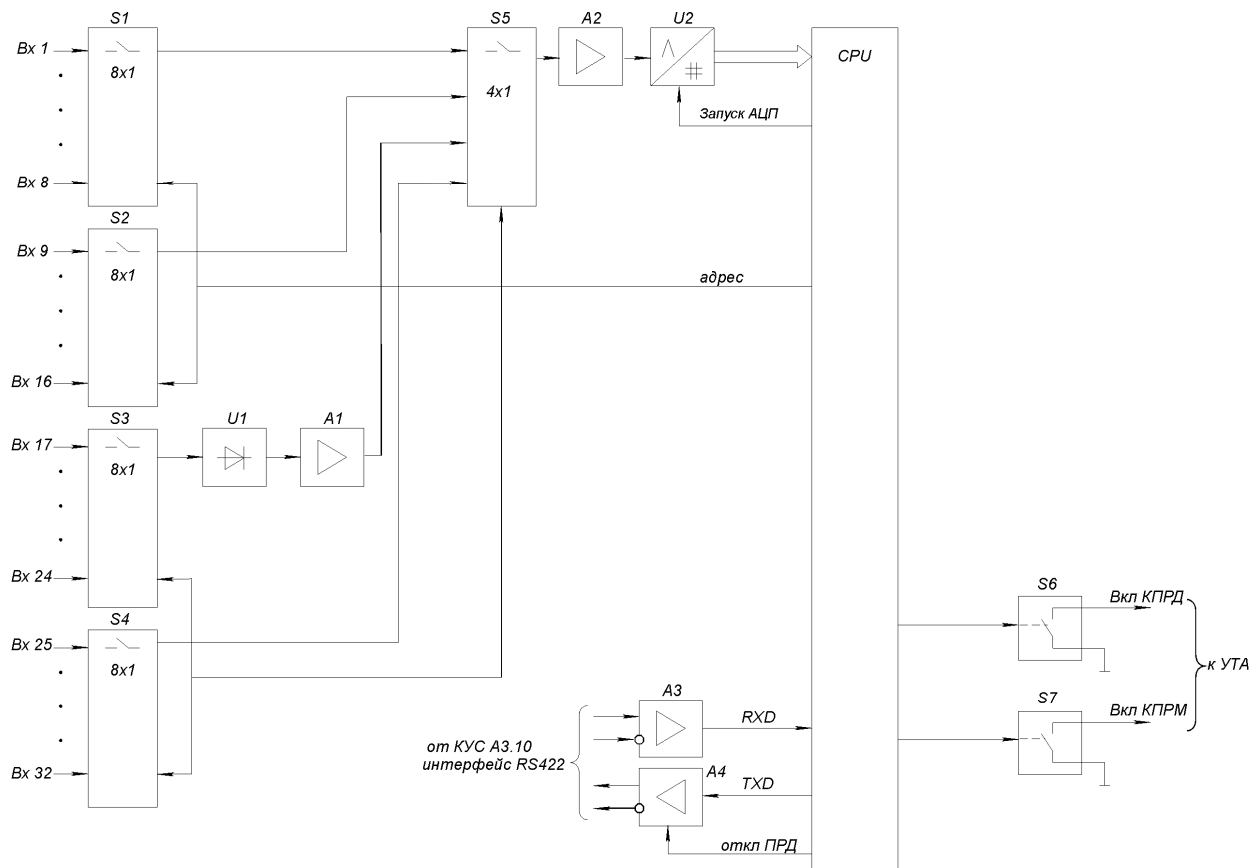 S1
S5
A2
U2
Вх 1
8x1
4x1
CPU
Запуск АЦП
Вх 8
S2
Вх 9
8x1
адрес
Вх 16
S3
U1
A1
Вх 17
8x1
Вх 24
S4
Вх 25
8x1
Вх 32
S6
Вкл КПРД
к УТА
S7
Вкл КПРМ
A3
RXD
от КУС А3.10
интерфейс RS422
A4
TXD
откл ПРД